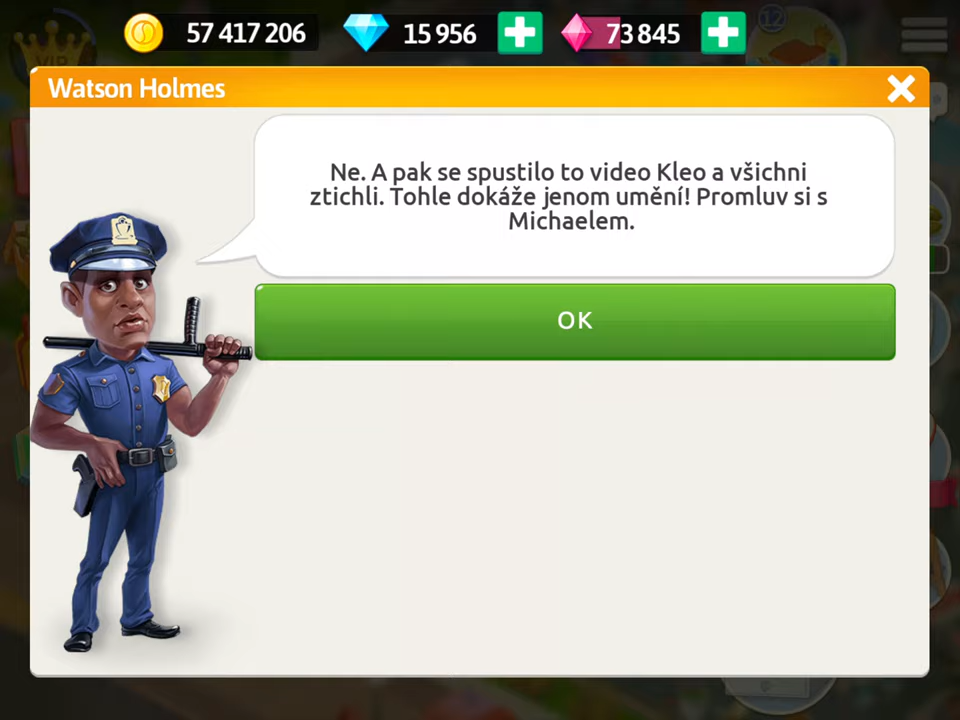 57 417 206
15 956
73 845
12
VIP
Watson Holmes
Ne. A pak se spustilo to video Kleo a všichni
ztichli. Tohle dokáže jenom umění! Promluv si s
Michaelem.
OK